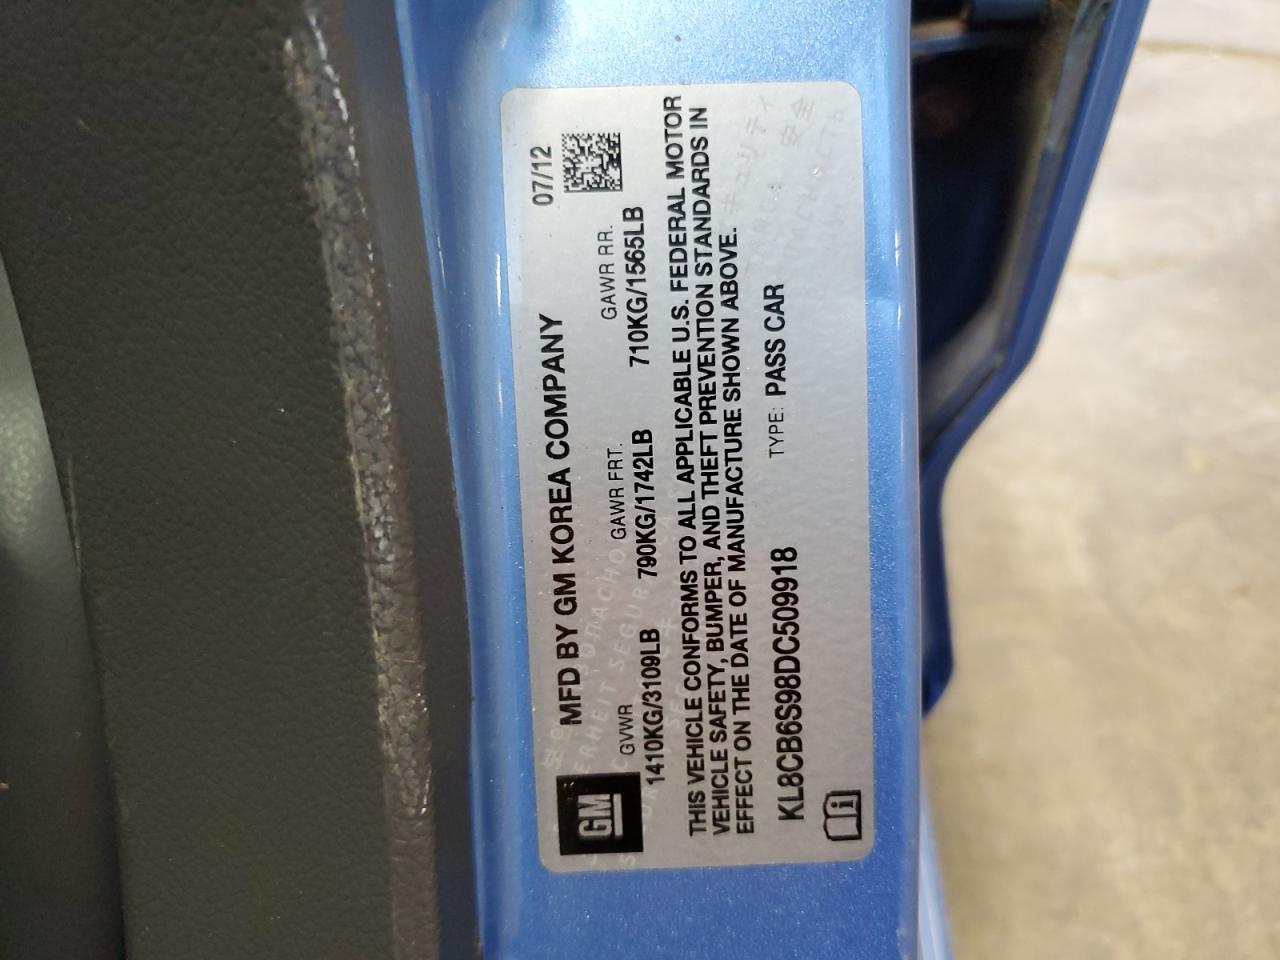 GM
MFD BY GM KOREA COMPANY
07/12
GVWR
GAWR FRT.
GAWR RR.
1410KG/3109LB
790KG/1742LB
710KG/1565LB
THIS VEHICLE CONFORMS TO ALL APPLICABLE U.S. FEDERAL MOTOR
VEHICLE SAFETY, BUMPER, AND THEFT PREVENTION STANDARDS IN
EFFECT ON THE DATE OF MANUFACTURE SHOWN ABOVE.
KL8CB6S98DC509918
TYPE: PASS CAR